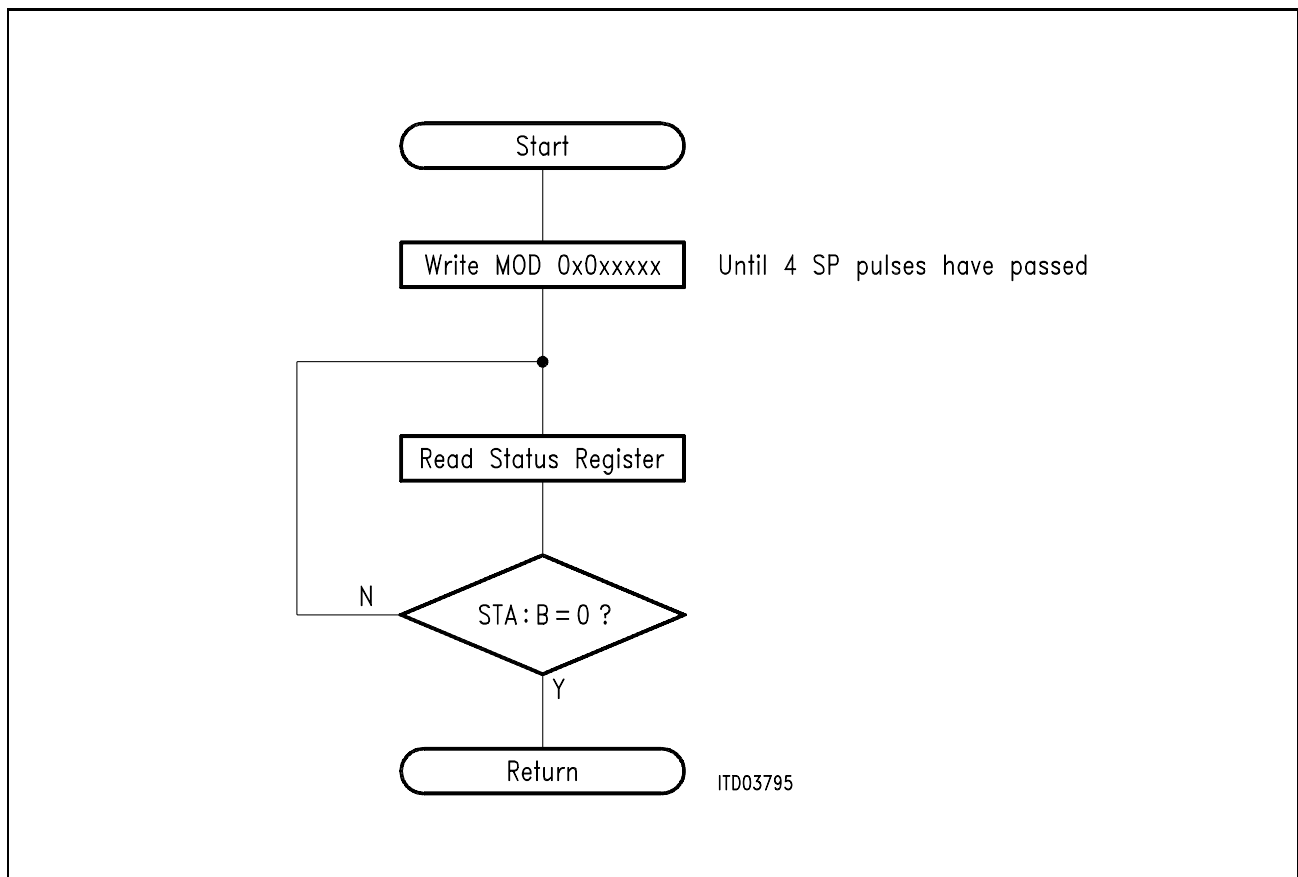 Start
Write MOD 0x0xxxxx
Until 4 SP pulses have passed
Read Status Register
N
STA:B=0?
Y
Return
ITD03795